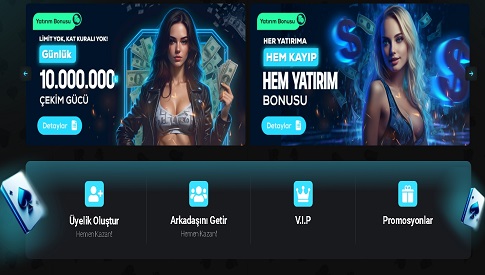 Yatırım Bonusu
LİMİT YOK, KAT KURALI YOK!
Günlük
10.000.000
ÇEKİM GÜCÜ
Detaylar
Yatırım Bonusu
HER YATIRIMA
HEM KAYIP
HEM YATIRIM
BONUSU
Detaylar
Üyelik Oluştur
Hemen Kazan!
Arkadaşını Getir
Hemen Kazan!
V.I.P
Promosyonlar